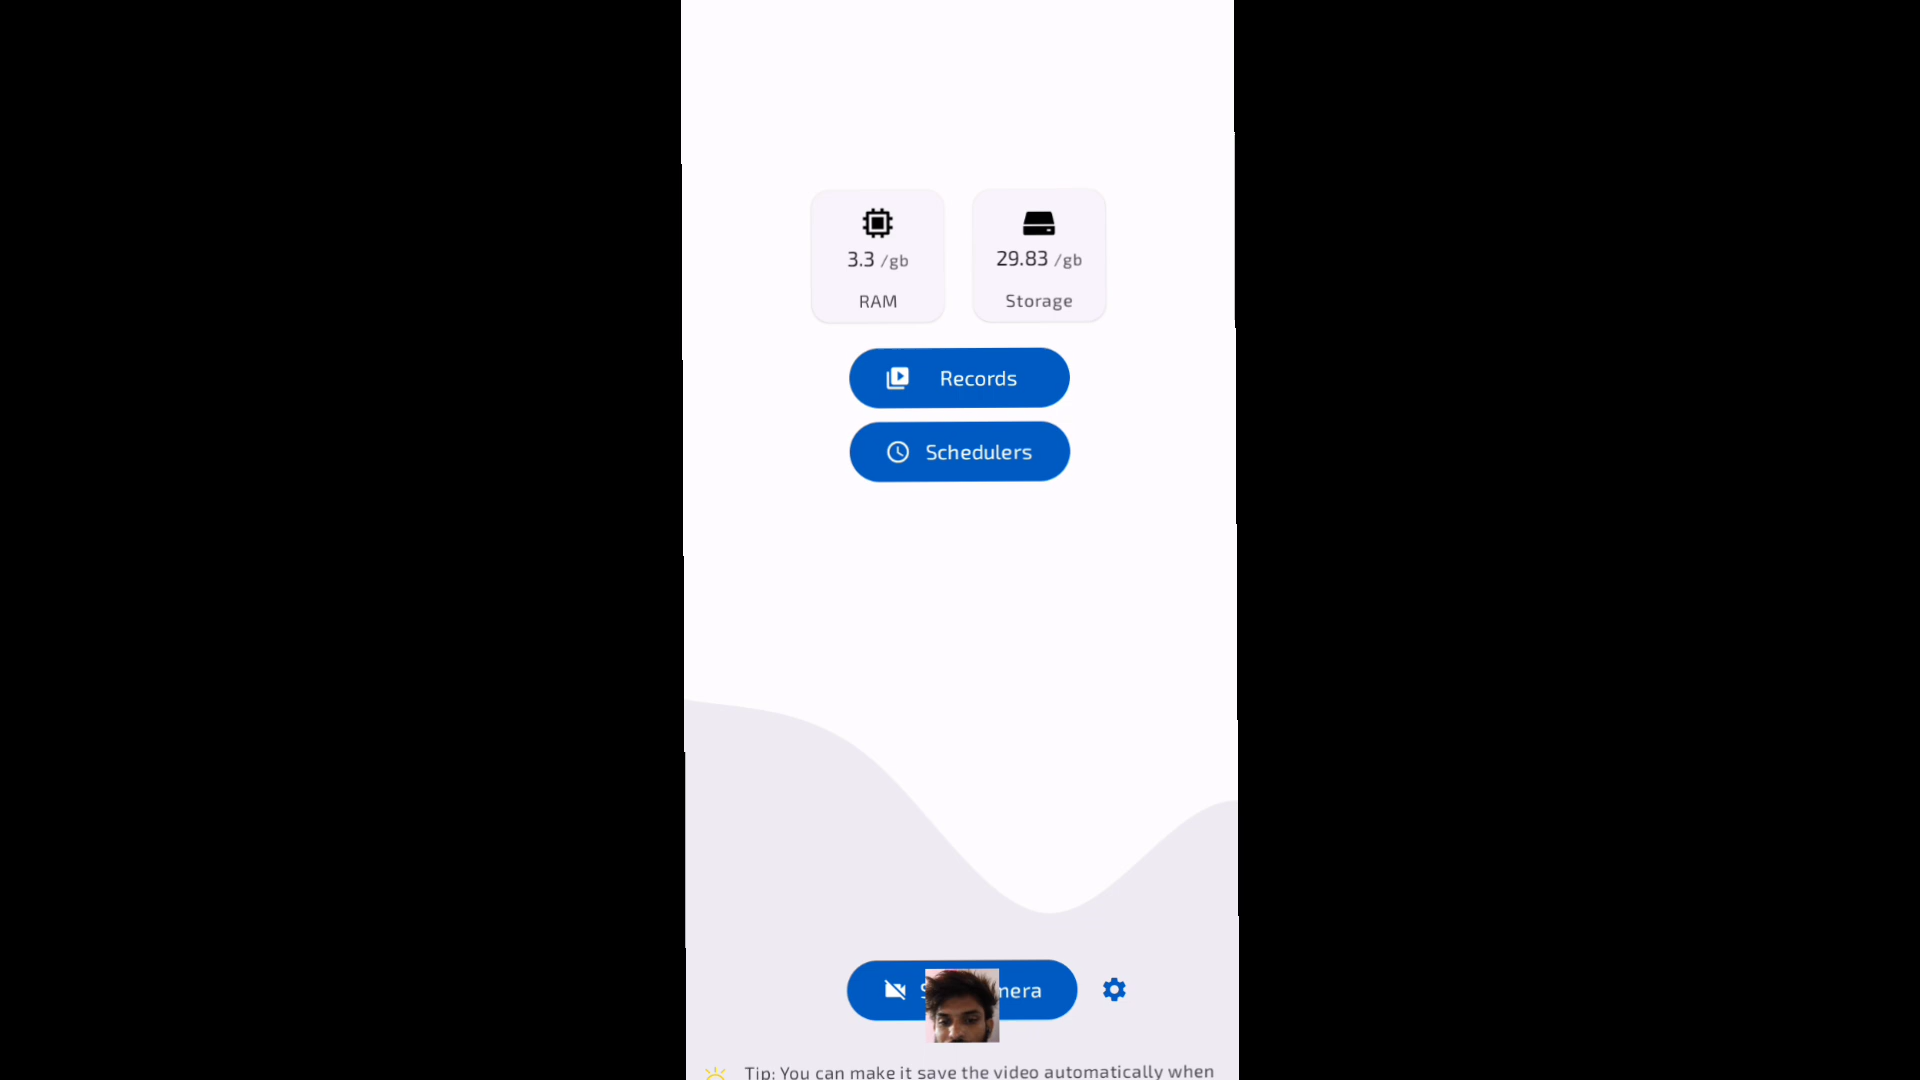 3.3 /gb
RAM
29.83 /gb
Storage
Records
Schedulers
Tip: You can make it save the video automatically when